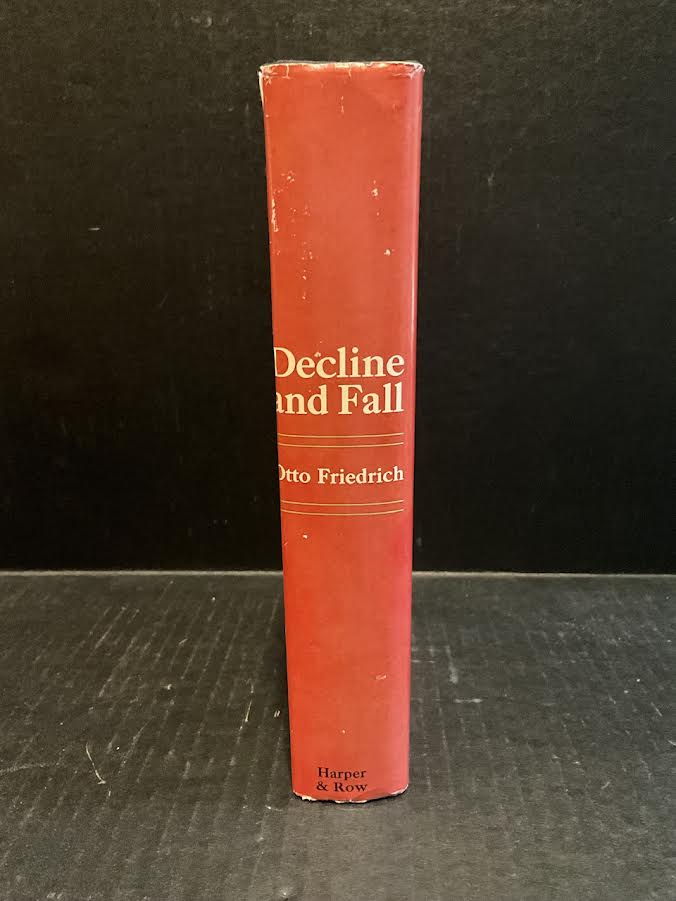 Decline
and Fall
Otto Friedrich
Harper
& Row